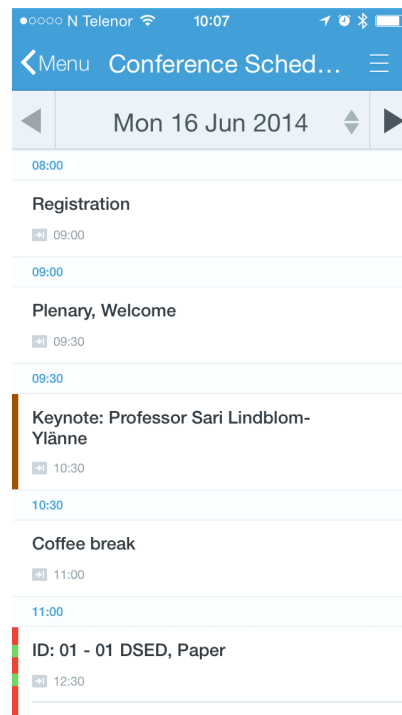 N Telenor 10:07
Menu Conference Sched...
Mon 16 Jun 2014
08:00
Registration
09:00
09:00
Plenary, Welcome
09:30
09:30
Keynote: Professor Sari Lindblom-
Ylänne
10:30
10:30
Coffee break
11:00
11:00
ID: 01 - 01 DSED, Paper
12:30